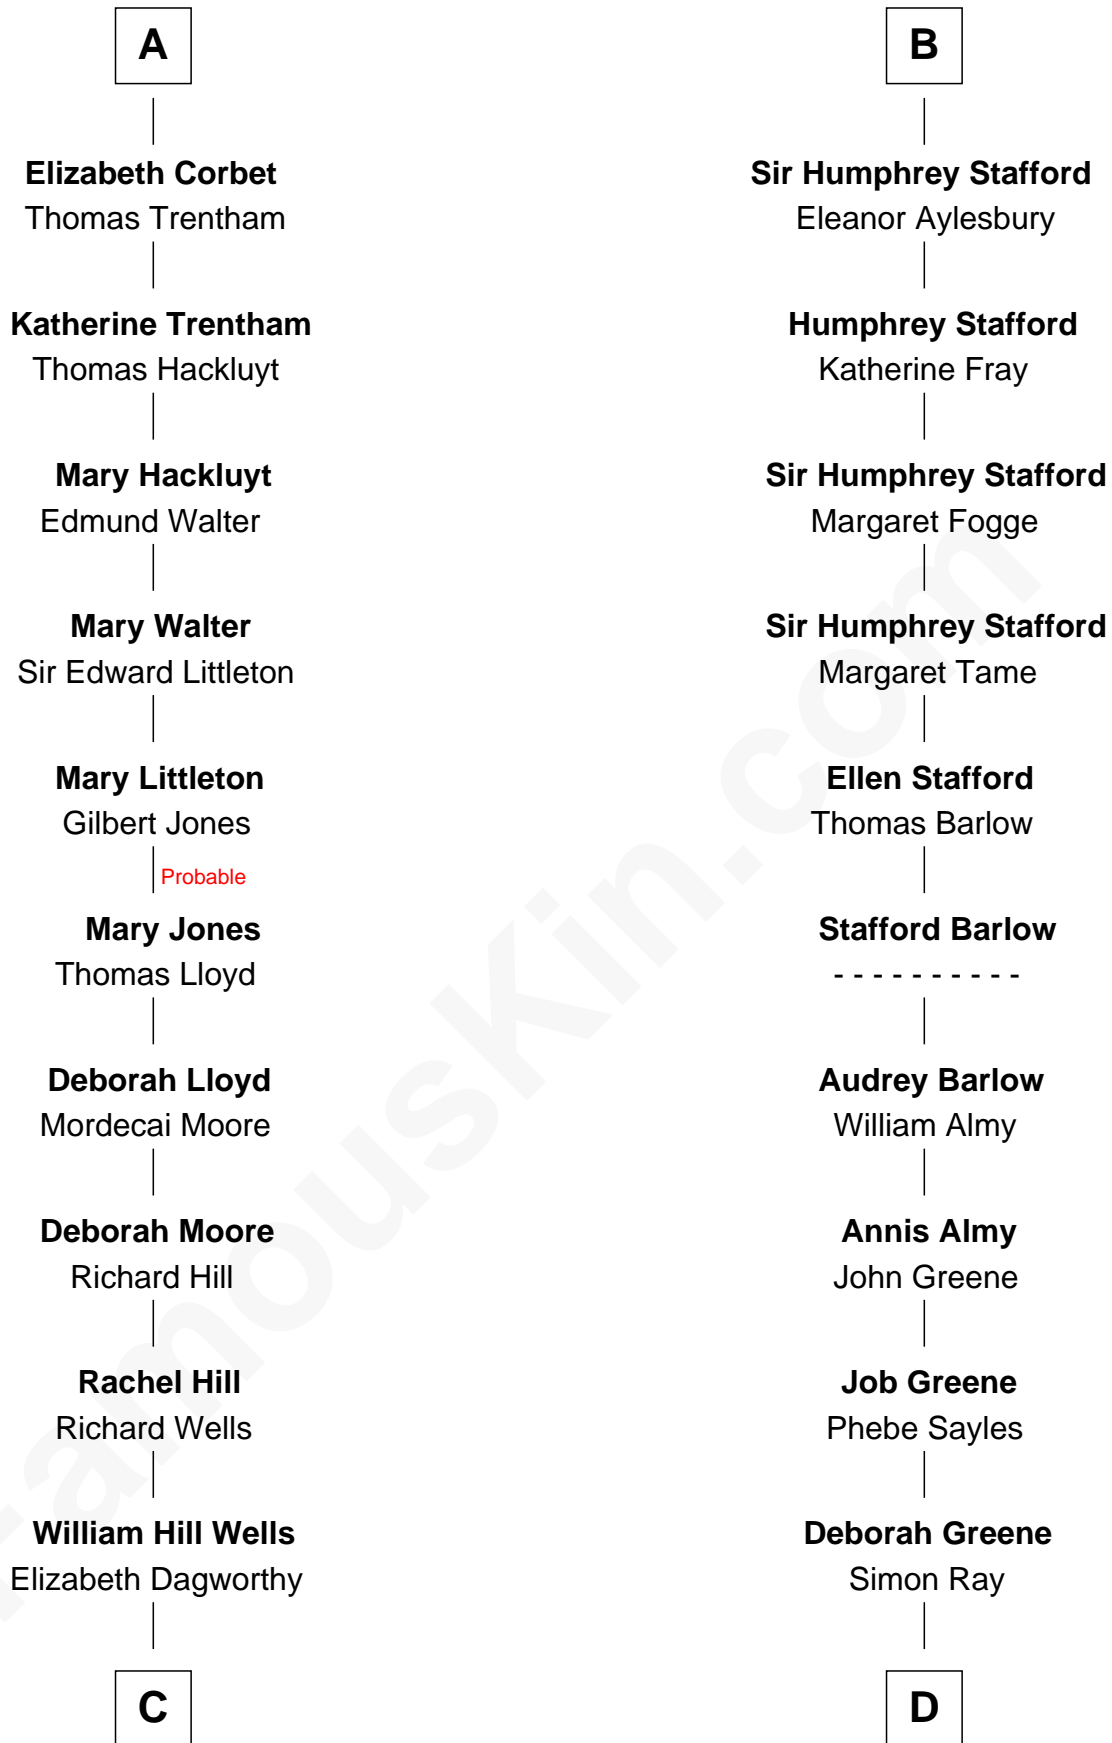 A
Elizabeth Corbet
Thomas Trentham
Katherine Trentham
Thomas Hackluyt
Mary Hackluyt
Edmund Walter
Mary Walter
Sir Edward Littleton
Mary Littleton
Gilbert Jones
Probable
Mary Jones
Thomas Lloyd
Deborah Lloyd
Mordecai Moore
Deborah Moore
Richard Hill
Rachel Hill
Richard Wells
William Hill Wells
Elizabeth Dagworthy
C
B
Sir Humphrey Stafford
Eleanor Aylesbury
Humphrey Stafford
Katherine Fray
Sir Humphrey Stafford
Margaret Fogge
Sir Humphrey Stafford
Margaret Tame
Ellen Stafford
Thomas Barlow
Stafford Barlow
- - - - - - - - - -
Audrey Barlow
William Almy
Annis Almy
John Greene
Job Greene
Phebe Sayles
Deborah Greene
Simon Ray
D
FamousKin.com